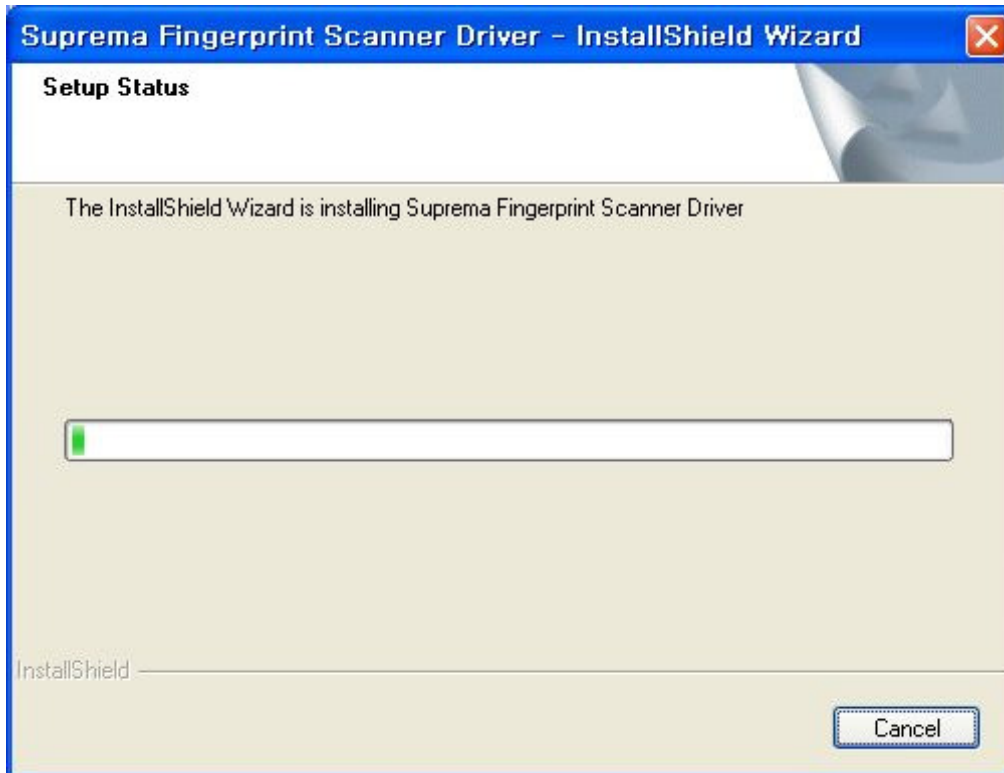 Suprema Fingerprint Scanner Driver - InstallShield Wizard
Setup Status
The InstallShield Wizard is installing Suprema Fingerprint Scanner Driver
InstallShield
Cancel